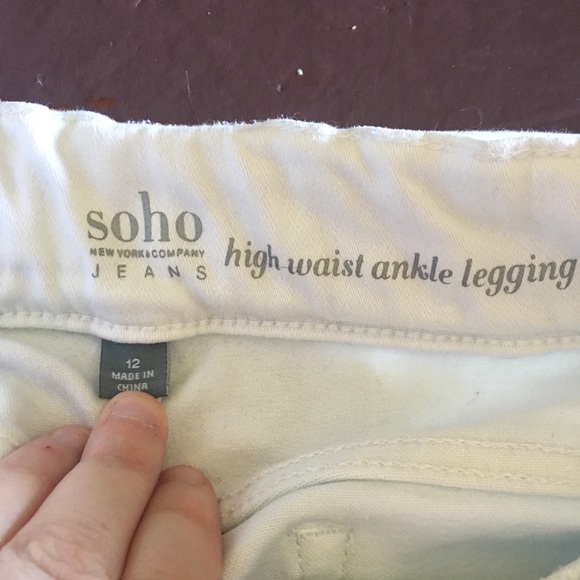 soho
NEW YORK & COMPANY
JEANS
high waist ankle legging
12
MADE IN
CHINA